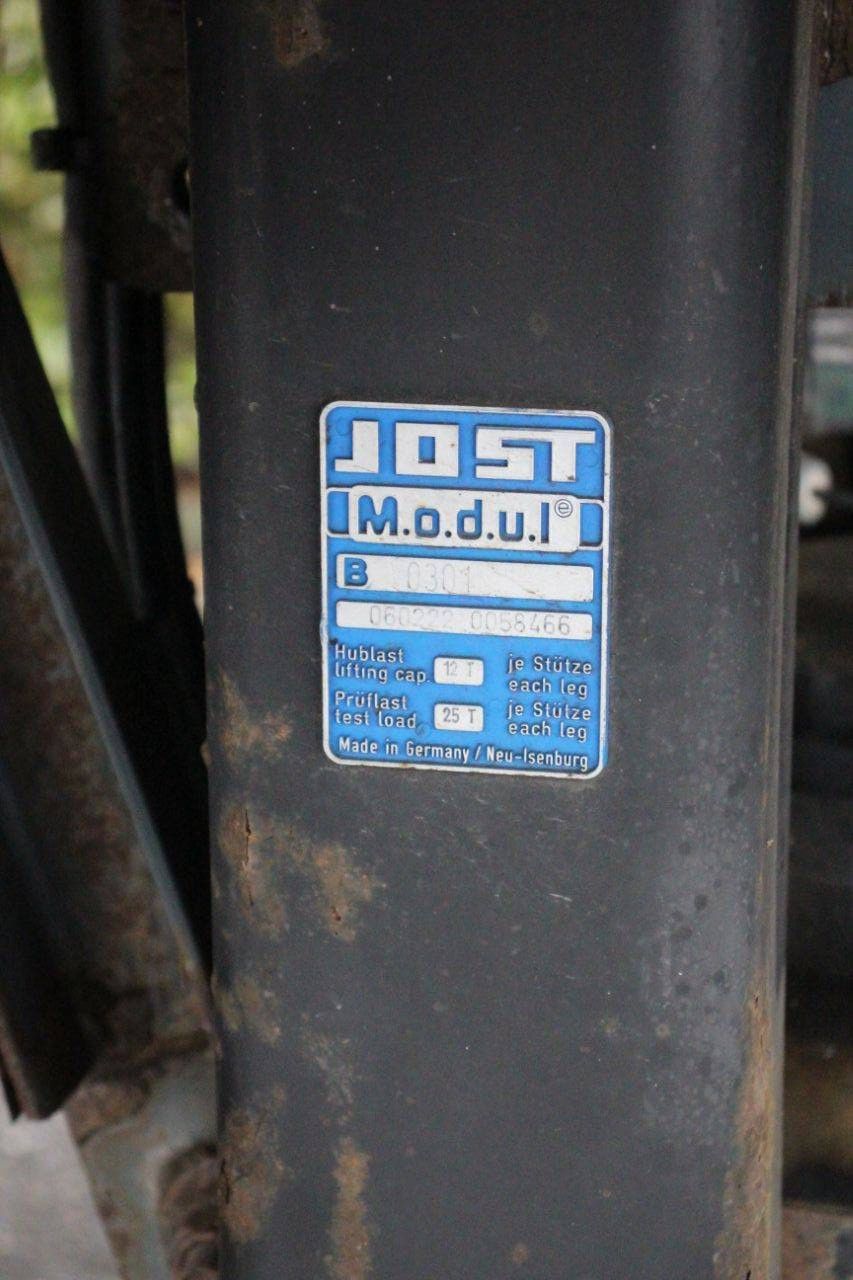 JOST
M.o.d.u.l ®
B 0301
060222 0058466
Hublast
lifting cap. 12 T je Stütze
each leg
Prüflast
test load 25 T je Stütze
each leg
Made in Germany / Neu-Isenburg